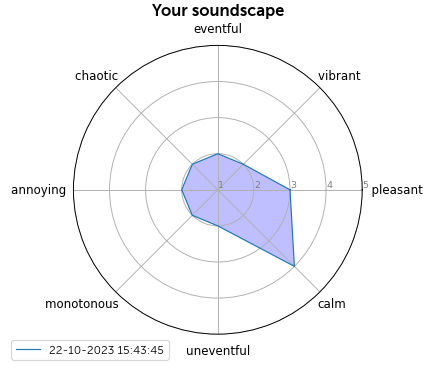 Your soundscape
eventful
chaotic
vibrant
annoying
1
2
3
4
5
pleasant
monotonous
calm
22-10-2023 15:43:45
uneventful